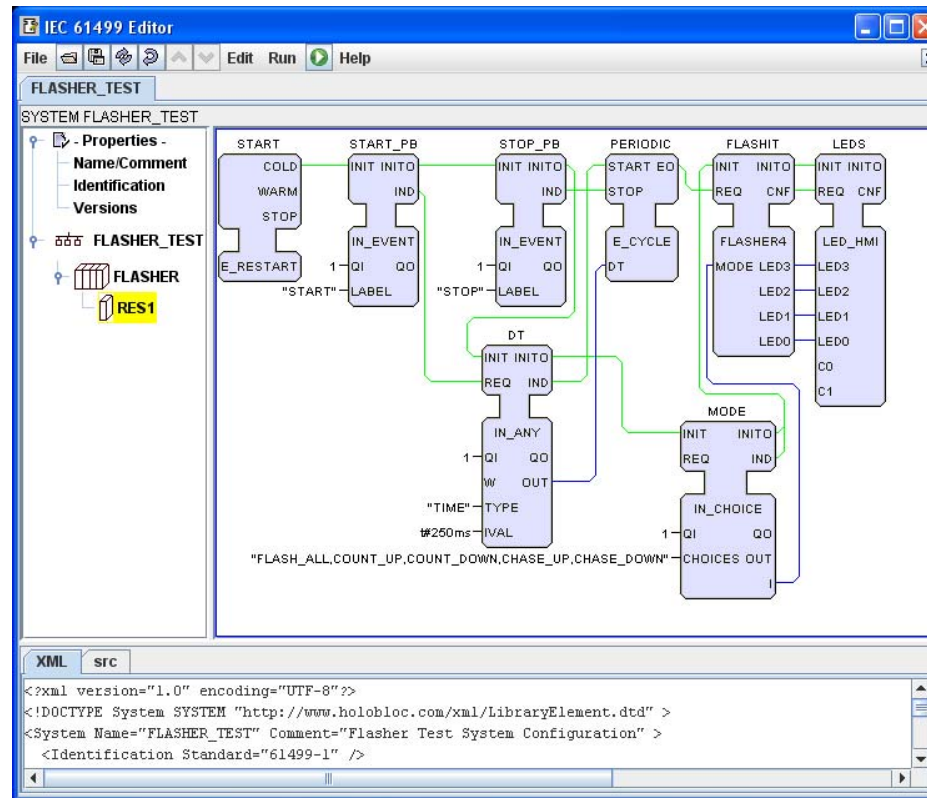 IEC 61499 Editor
File Edit Run Help
FLASHER_TEST
SYSTEM FLASHER_TEST
- Properties -
Name/Comment
Identification
Versions
FLASHER_TEST
FLASHER
RES1
START
COLD
WARM
STOP
E_RESTART
START_PB
INIT INITO
IND
IN_EVENT
1 QI QO
"START" LABEL
STOP_PB
INIT INITO
IND
IN_EVENT
1 QI QO
"STOP" LABEL
PERIODIC
START EO
STOP
E_CYCLE
DT
FLASHIT
INIT INITO
REQ CNF
FLASHER4
MODE LED3
LED2
LED1
LED0
LEDS
INIT INITO
REQ CNF
LED_HMI
LED3
LED2
LED1
LED0
C0
C1
DT
INIT INITO
REQ IND
IN_ANY
1 QI QO
W OUT
"TIME" TYPE
t#250ms IVAL
MODE
INIT INITO
REQ IND
IN_CHOICE
1 QI QO
"FLASH_ALL,COUNT_UP,COUNT_DOWN,CHASE_UP,CHASE_DOWN" CHOICES OUT
I
XML src
<?xml version="1.0" encoding="UTF-8"?>
<!DOCTYPE System SYSTEM "http://www.holobloc.com/xml/LibraryElement.dtd" >
<System Name="FLASHER_TEST" Comment="Flasher Test System Configuration" >
<Identification Standard="61499-1" />